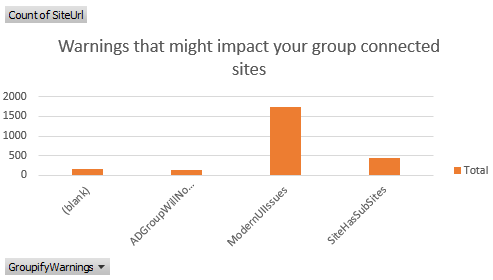 Count of SiteUrl
Warnings that might impact your group connected
sites
2000
1500
1000
500
0
(blank)
ADGroupWillNo...
ModernUIIssues
SiteHasSubSites
Total
GroupifyWarnings